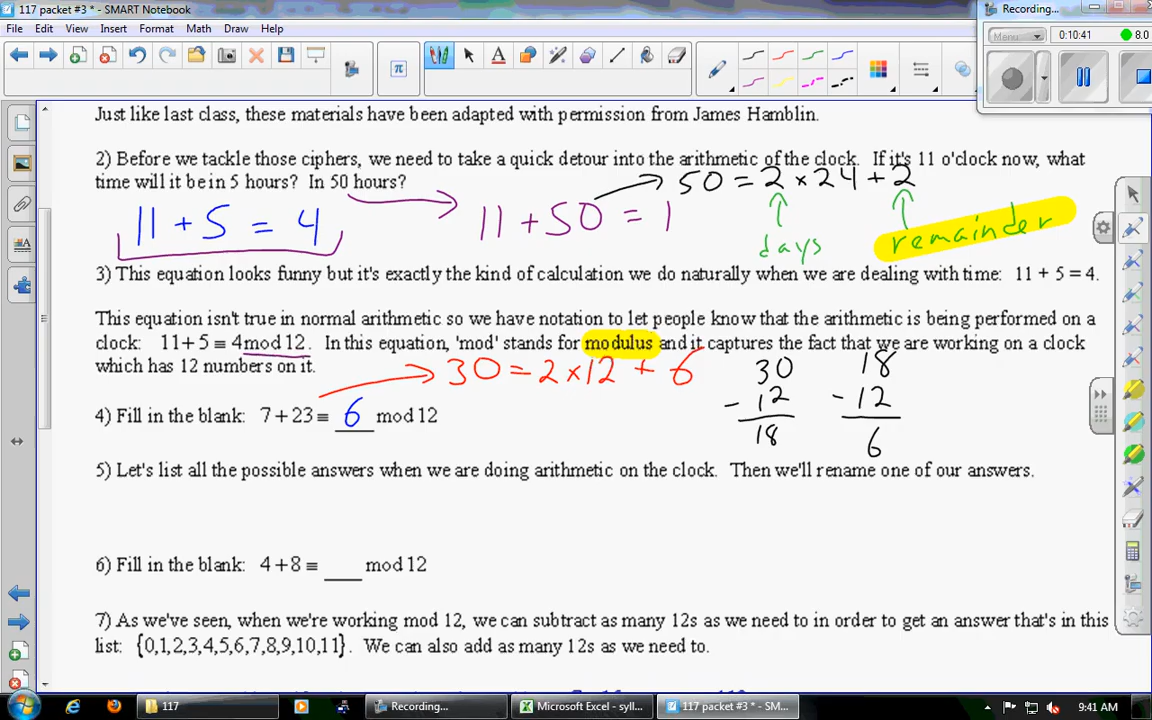 117 packet #3 * - SMART Notebook
Recording...
File Edit View Insert Format Math Draw Help
Menu
0:10:41
8.0
Just like last class, these materials have been adapted with permission from James Hamblin.
2) Before we tackle those ciphers, we need to take a quick detour into the arithmetic of the clock. If it's 11 o'clock now, what
time will it be in 5 hours? In 50 hours?
50 = 2 × 24 + 2
11 + 5 = 4
11 + 50 = 1
days
remainder
3) This equation looks funny but it's exactly the kind of calculation we do naturally when we are dealing with time: 11 + 5 = 4.
This equation isn't true in normal arithmetic so we have notation to let people know that the arithmetic is being performed on a
clock: 11+5 ≡ 4mod12. In this equation, 'mod' stands for modulus and it captures the fact that we are working on a clock
which has 12 numbers on it.
30 = 2 × 12 + 6
30
- 12
18
18
- 12
6
4) Fill in the blank: 7+23 ≡ 6 mod12
5) Let's list all the possible answers when we are doing arithmetic on the clock. Then we'll rename one of our answers.
6) Fill in the blank: 4+8 ≡ ___ mod12
7) As we've seen, when we're working mod 12, we can subtract as many 12s as we need to in order to get an answer that's in this
list: {0,1,2,3,4,5,6,7,8,9,10,11}. We can also add as many 12s as we need to.
117
Recording...
Microsoft Excel - syll...
117 packet #3 * - SM...
9:41 AM